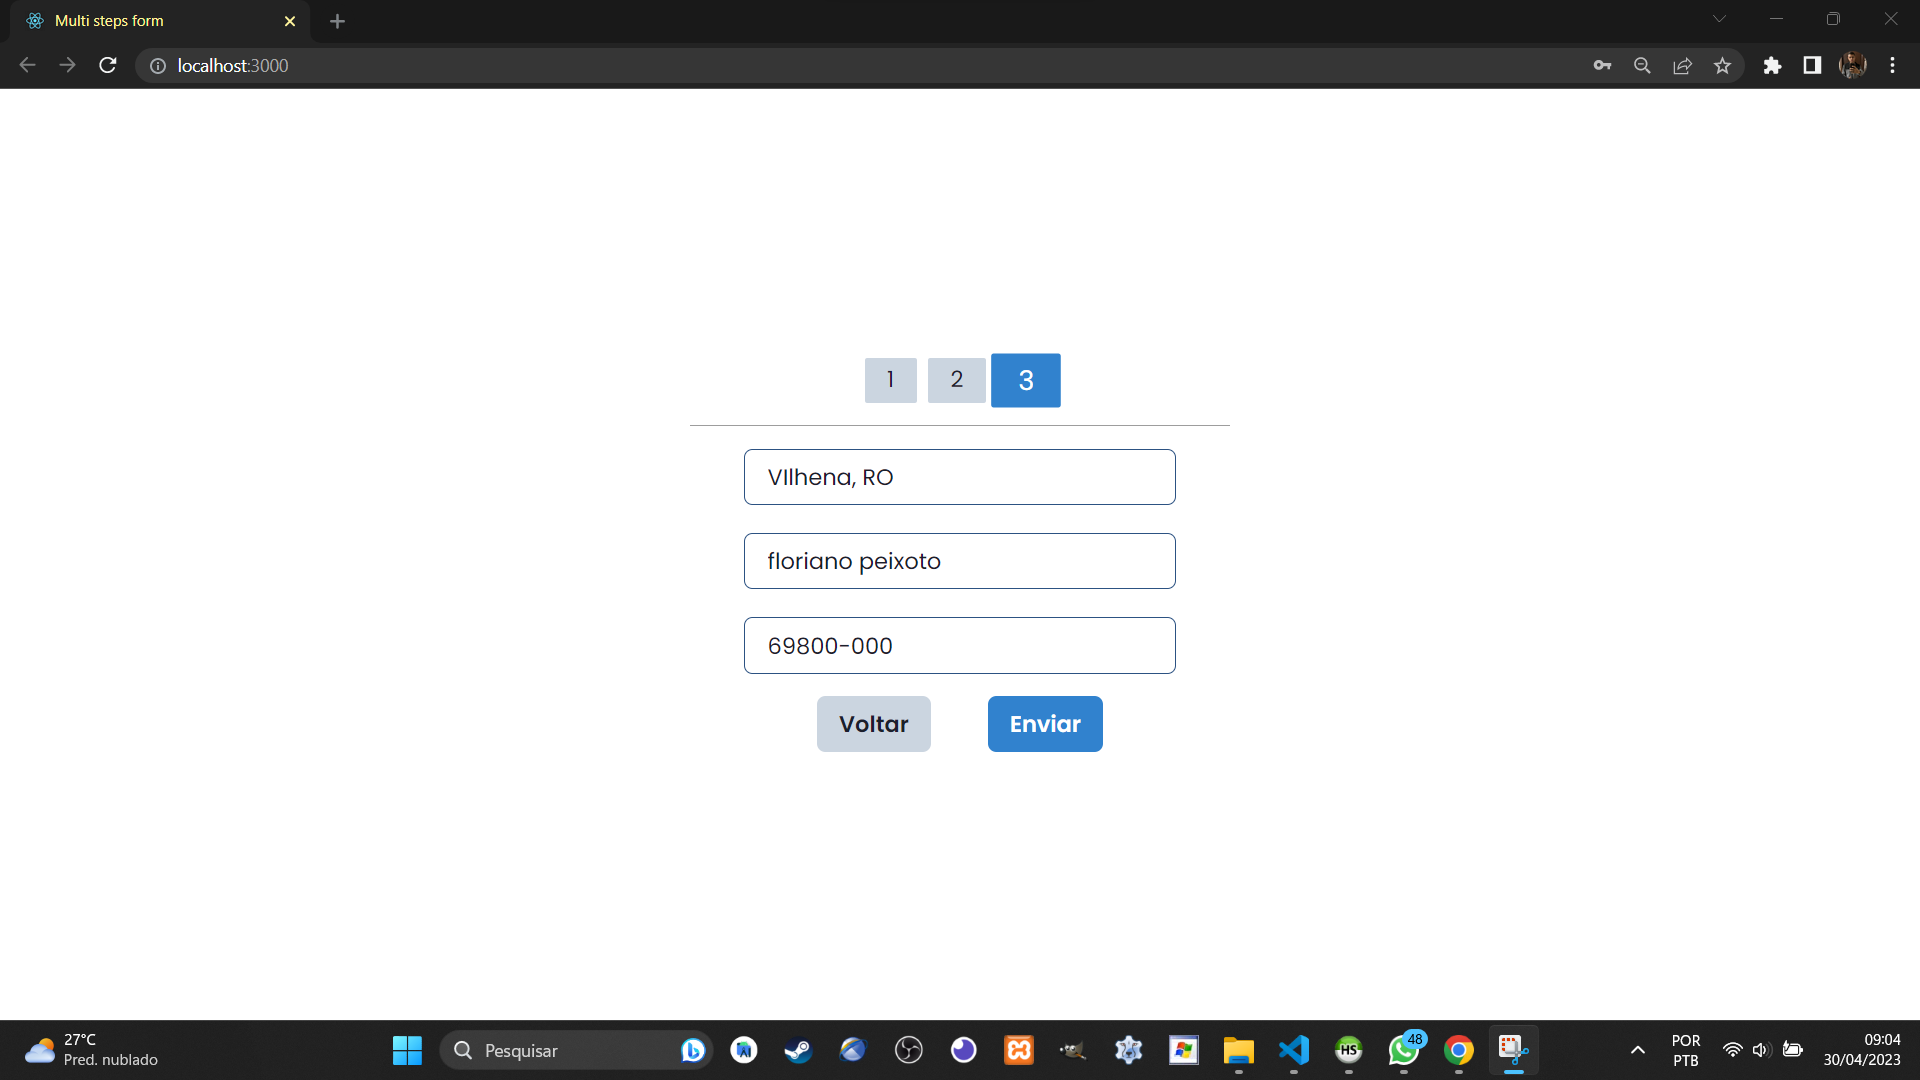 Multi steps form
localhost:3000
1 2 3
VIlhena, RO
floriano peixoto
69800-000
Voltar Enviar
27°C
Pred. nublado
Pesquisar
HS
48
POR
PTB
09:04
30/04/2023